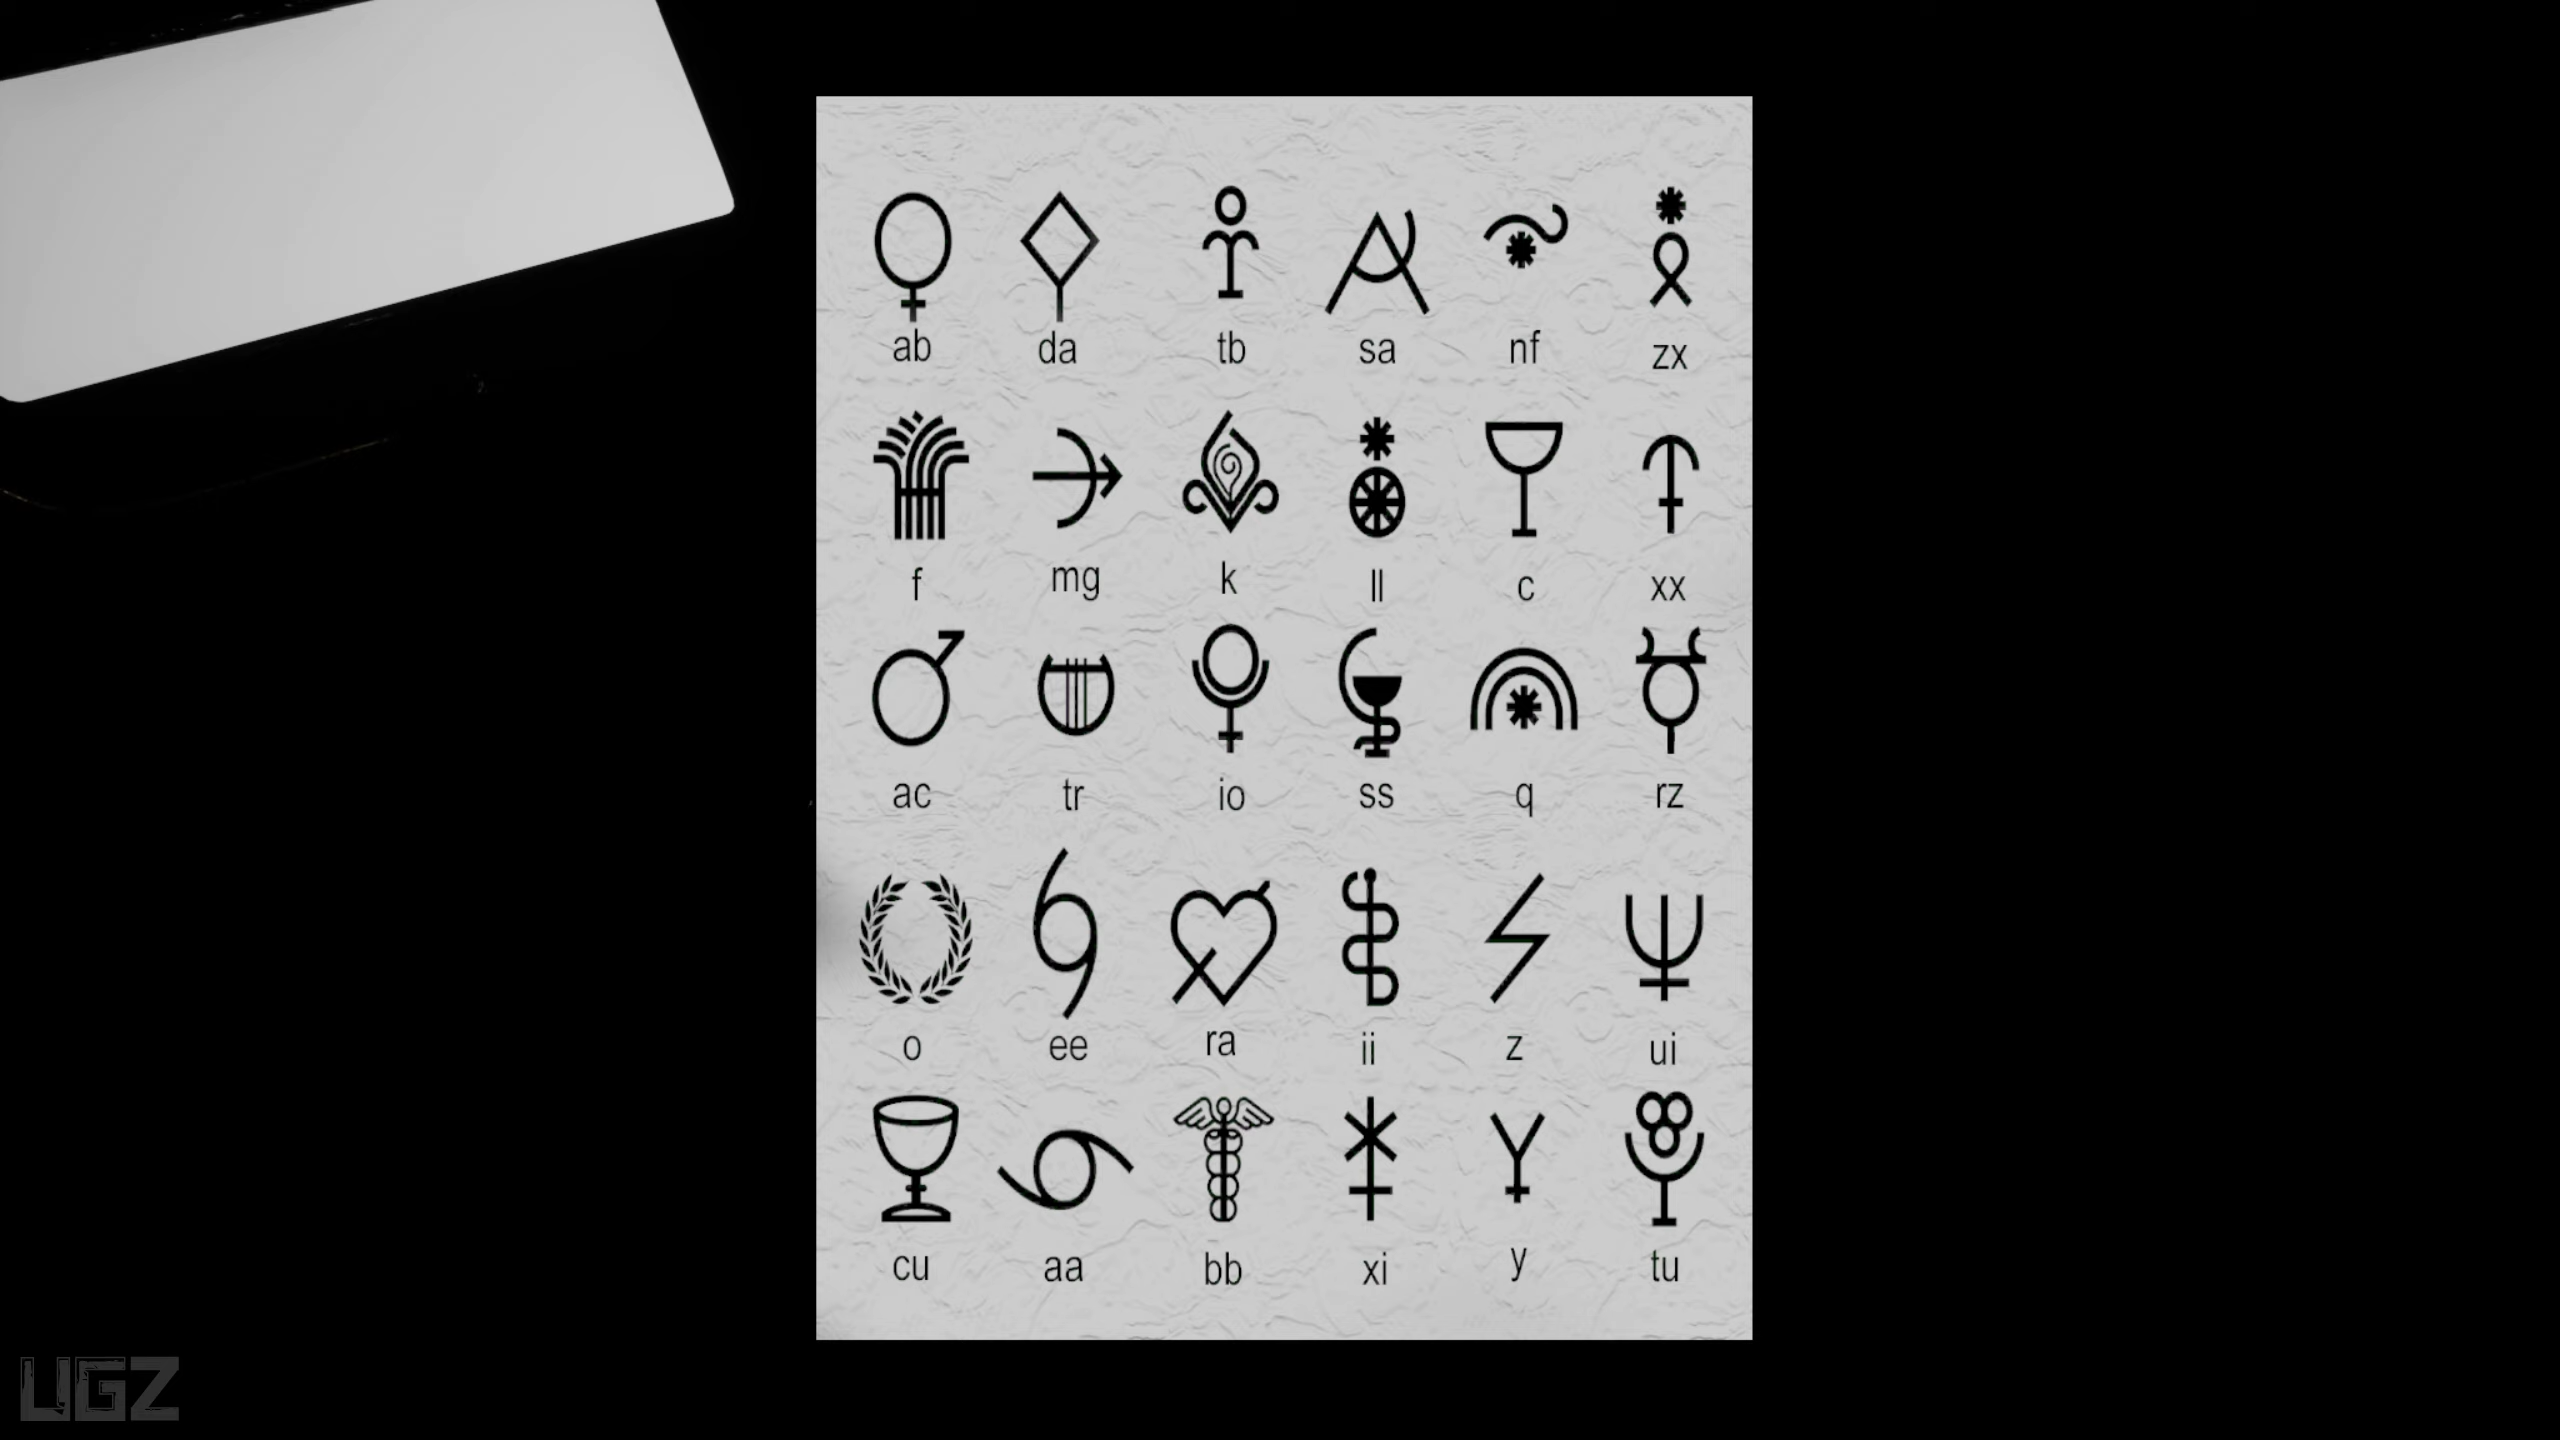 ab da tb sa nf zx
f mg k ll c xx
ac tr io ss q rz
o ee ra ii z ui
cu aa bb xi y tu
UGZ